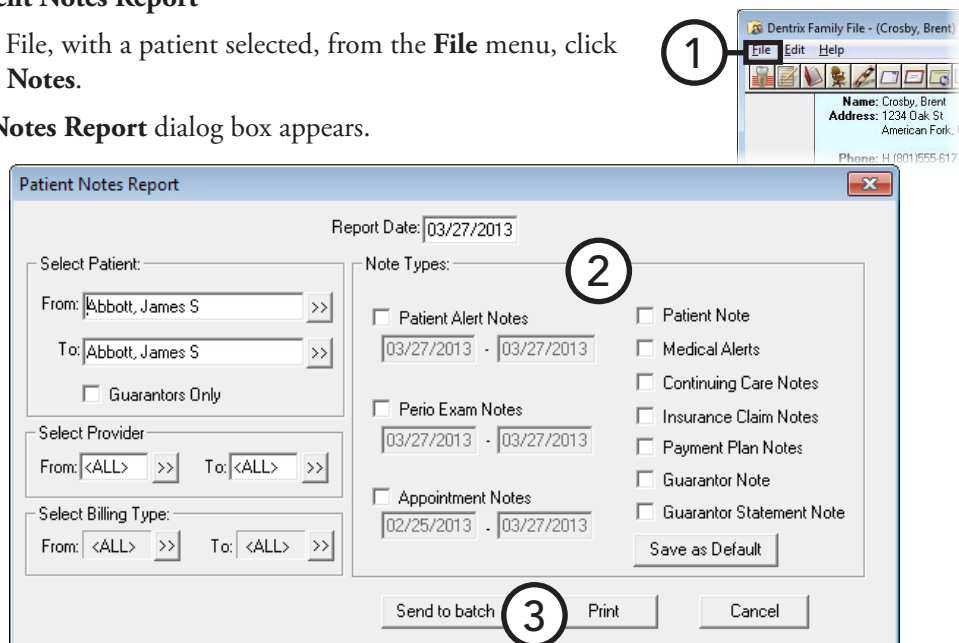 Notes Report
File, with a patient selected, from the File menu, click
Notes.
Notes Report dialog box appears.
1
Dentrix Family File - (Crosby, Brent)
File Edit Help
Name: Crosby, Brent
Address: 1234 Oak St
American Fork,
Phone: H (801)555-617
Patient Notes Report
Report Date: 03/27/2013
Select Patient:
From: Abbott, James S >>
To: Abbott, James S >>
Guarantors Only
Select Provider
From: <ALL> >> To: <ALL> >>
Select Billing Type:
From: <ALL> >> To: <ALL> >>
Note Types:
2
Patient Alert Notes
03/27/2013 - 03/27/2013
Perio Exam Notes
03/27/2013 - 03/27/2013
Appointment Notes
02/25/2013 - 03/27/2013
Patient Note
Medical Alerts
Continuing Care Notes
Insurance Claim Notes
Payment Plan Notes
Guarantor Note
Guarantor Statement Note
Save as Default
Send to batch 3 Print Cancel